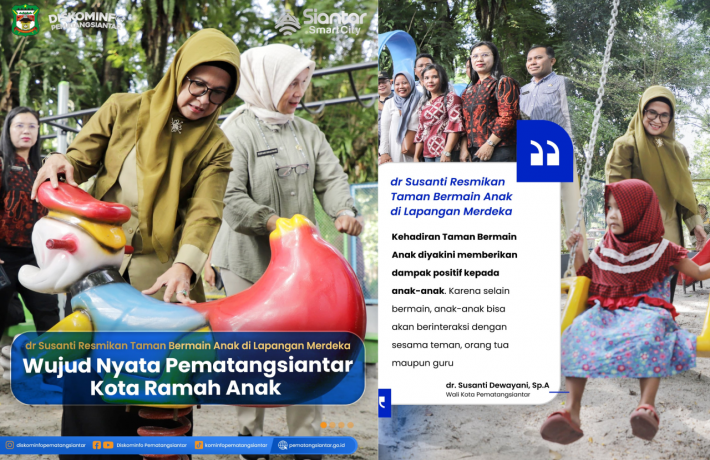 DISKOMINFO
PEMATANGSIANTAR
Siantar
Smart City
dr Susanti Resmikan Taman Bermain Anak di Lapangan Merdeka
Wujud Nyata Pematangsiantar
Kota Ramah Anak
diskominfopematangsiantar
Diskominfo Pematangsiantar
kominfopematangsiantar
pematangsiantar.go.id
dr Susanti Resmikan
Taman Bermain Anak
di Lapangan Merdeka
Kehadiran Taman Bermain
Anak diyakini memberikan
dampak positif kepada
anak-anak. Karena selain
bermain, anak-anak bisa
akan berinteraksi dengan
sesama teman, orang tua
maupun guru
dr. Susanti Dewayani, Sp.A
Wali Kota Pematangsiantar